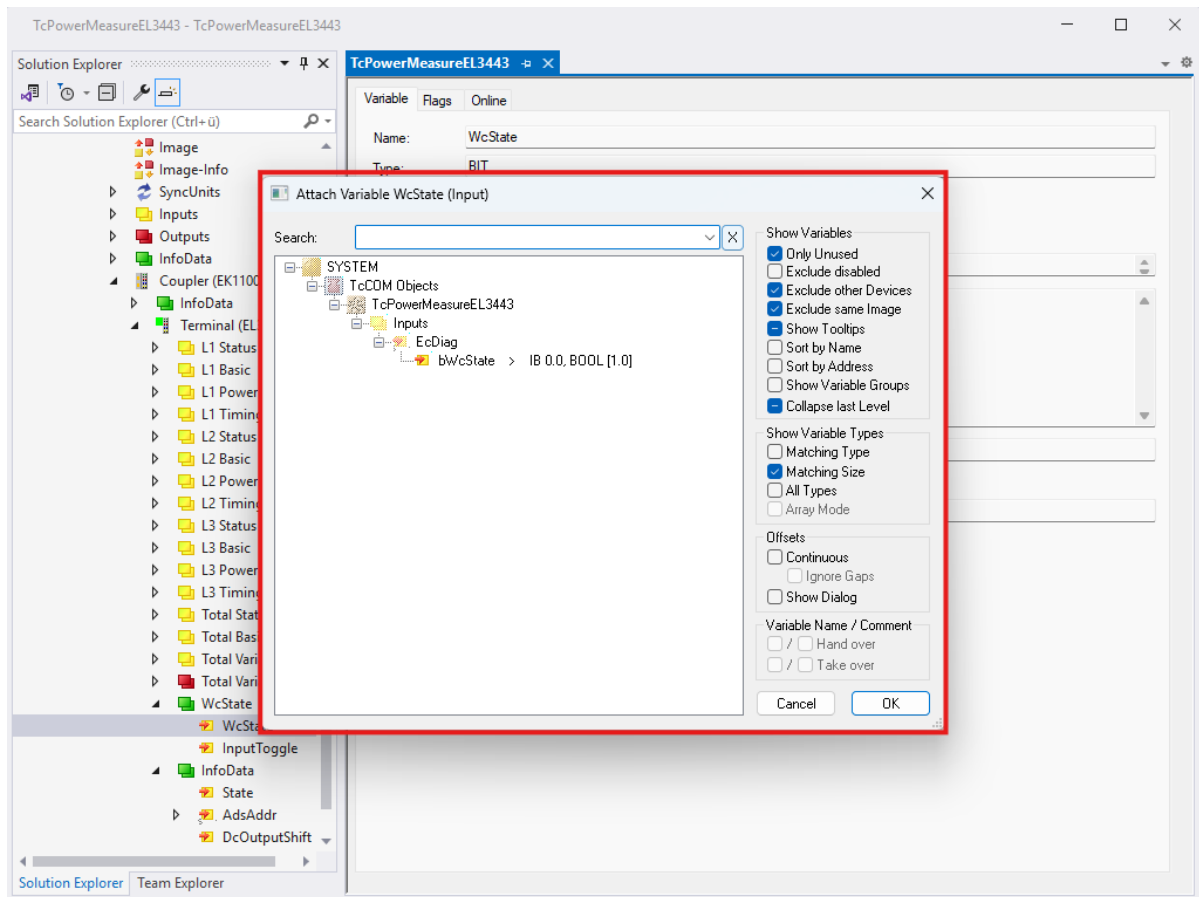 TcPowerMeasureEL3443 - TcPowerMeasureEL3443
Solution Explorer
Search Solution Explorer (Ctrl+ü)
Image
Image-Info
SyncUnits
Inputs
Outputs
InfoData
Coupler (EK1100
InfoData
Terminal (EL
L1 Status
L1 Basic
L1 Power
L1 Timing
L2 Status
L2 Basic
L2 Power
L2 Timing
L3 Status
L3 Basic
L3 Power
L3 Timing
Total Stat
Total Bas
Total Vari
Total Vari
WcState
WcSta
InputToggle
InfoData
State
AdsAddr
DcOutputShift
Solution Explorer Team Explorer
TcPowerMeasureEL3443
Variable Flags Online
Name: WcState
Type: BIT
Attach Variable WcState (Input)
Search:
SYSTEM
TcCOM Objects
TcPowerMeasureEL3443
Inputs
EcDiag
bWcState > IB 0.0, BOOL [1.0]
Show Variables
Only Unused
Exclude disabled
Exclude other Devices
Exclude same Image
Show Tooltips
Sort by Name
Sort by Address
Show Variable Groups
Collapse last Level
Show Variable Types
Matching Type
Matching Size
All Types
Array Mode
Offsets
Continuous
Ignore Gaps
Show Dialog
Variable Name / Comment
/ Hand over
/ Take over
Cancel OK